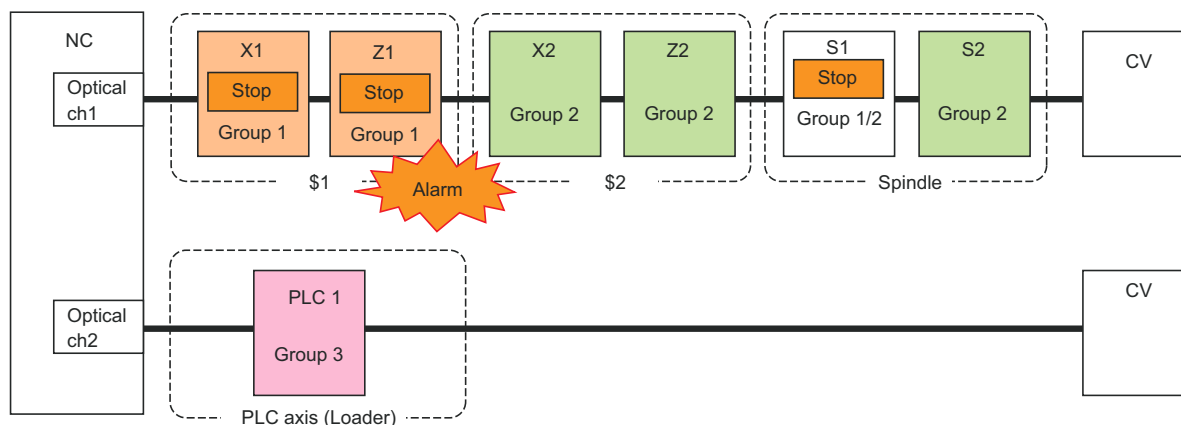 NC
Optical
ch1
X1
Stop
Group 1
Z1
Stop
Group 1
$1
Alarm
X2
Group 2
Z2
Group 2
$2
S1
Stop
Group 1/2
S2
Group 2
Spindle
CV
Optical
ch2
PLC 1
Group 3
PLC axis (Loader)
CV